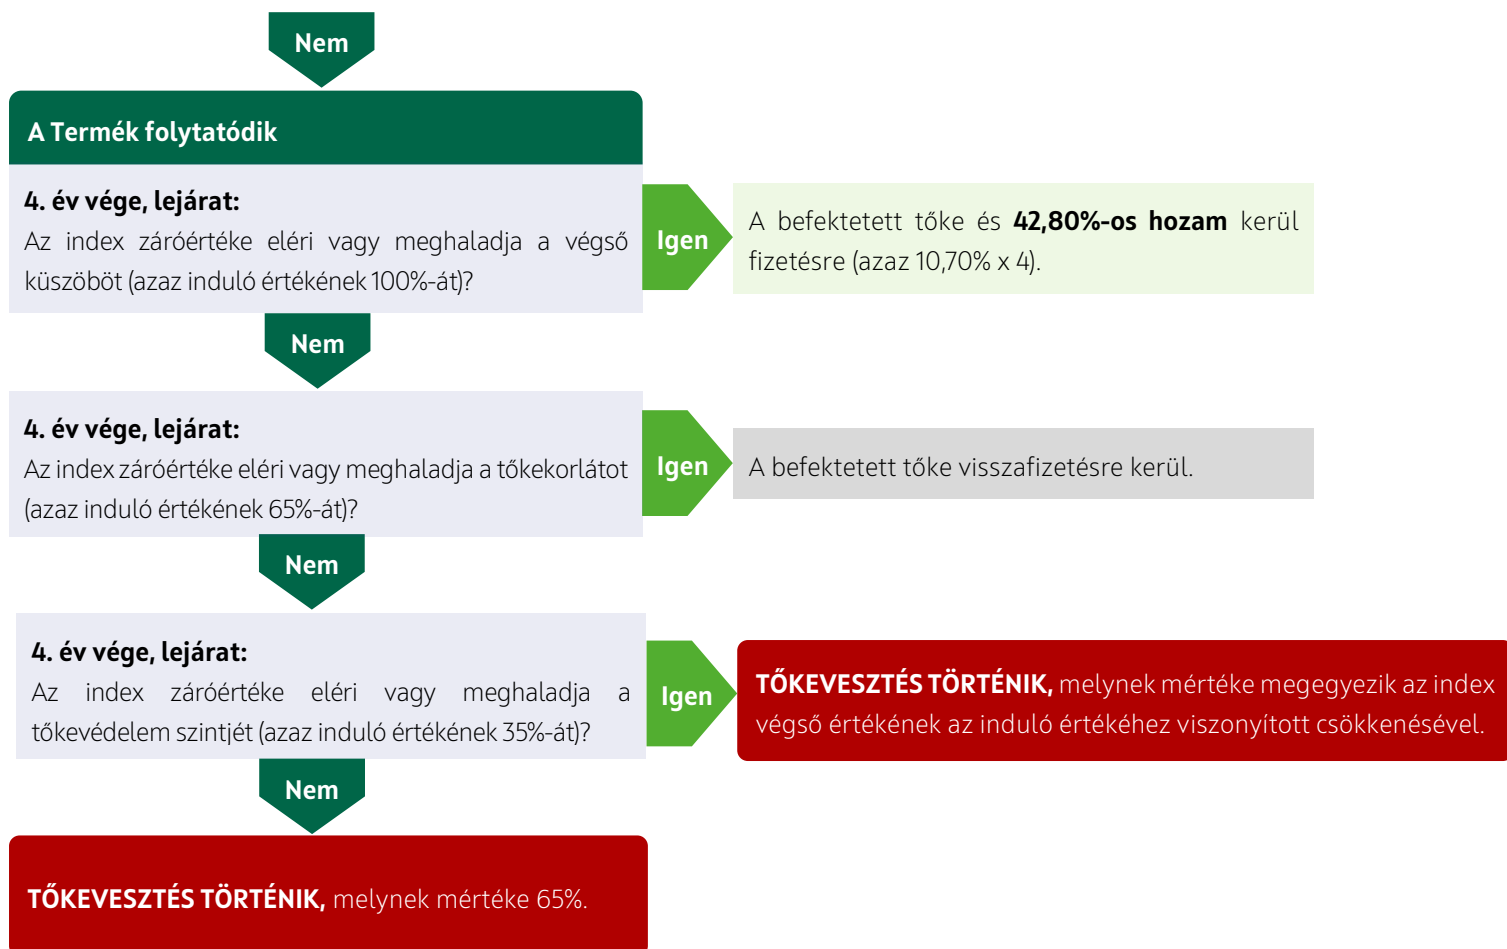 Nem
A Termék folytatódik
4. év vége, lejárat:
Az index záróértéke eléri vagy meghaladja a végső
küszöböt (azaz induló értékének 100%-át)?
Igen
A befektetett tőke és 42,80%-os hozam kerül
fizetésre (azaz 10,70% x 4).
Nem
4. év vége, lejárat:
Az index záróértéke eléri vagy meghaladja a tőkekorlátot
(azaz induló értékének 65%-át)?
Igen
A befektetett tőke visszafizetésre kerül.
Nem
4. év vége, lejárat:
Az index záróértéke eléri vagy meghaladja a
tőkevédelem szintjét (azaz induló értékének 35%-át)?
Igen
TŐKEVESZTÉS TÖRTÉNIK, melynek mértéke megegyezik az index
végső értékének az induló értékéhez viszonyított csökkenésével.
Nem
TŐKEVESZTÉS TÖRTÉNIK, melynek mértéke 65%.